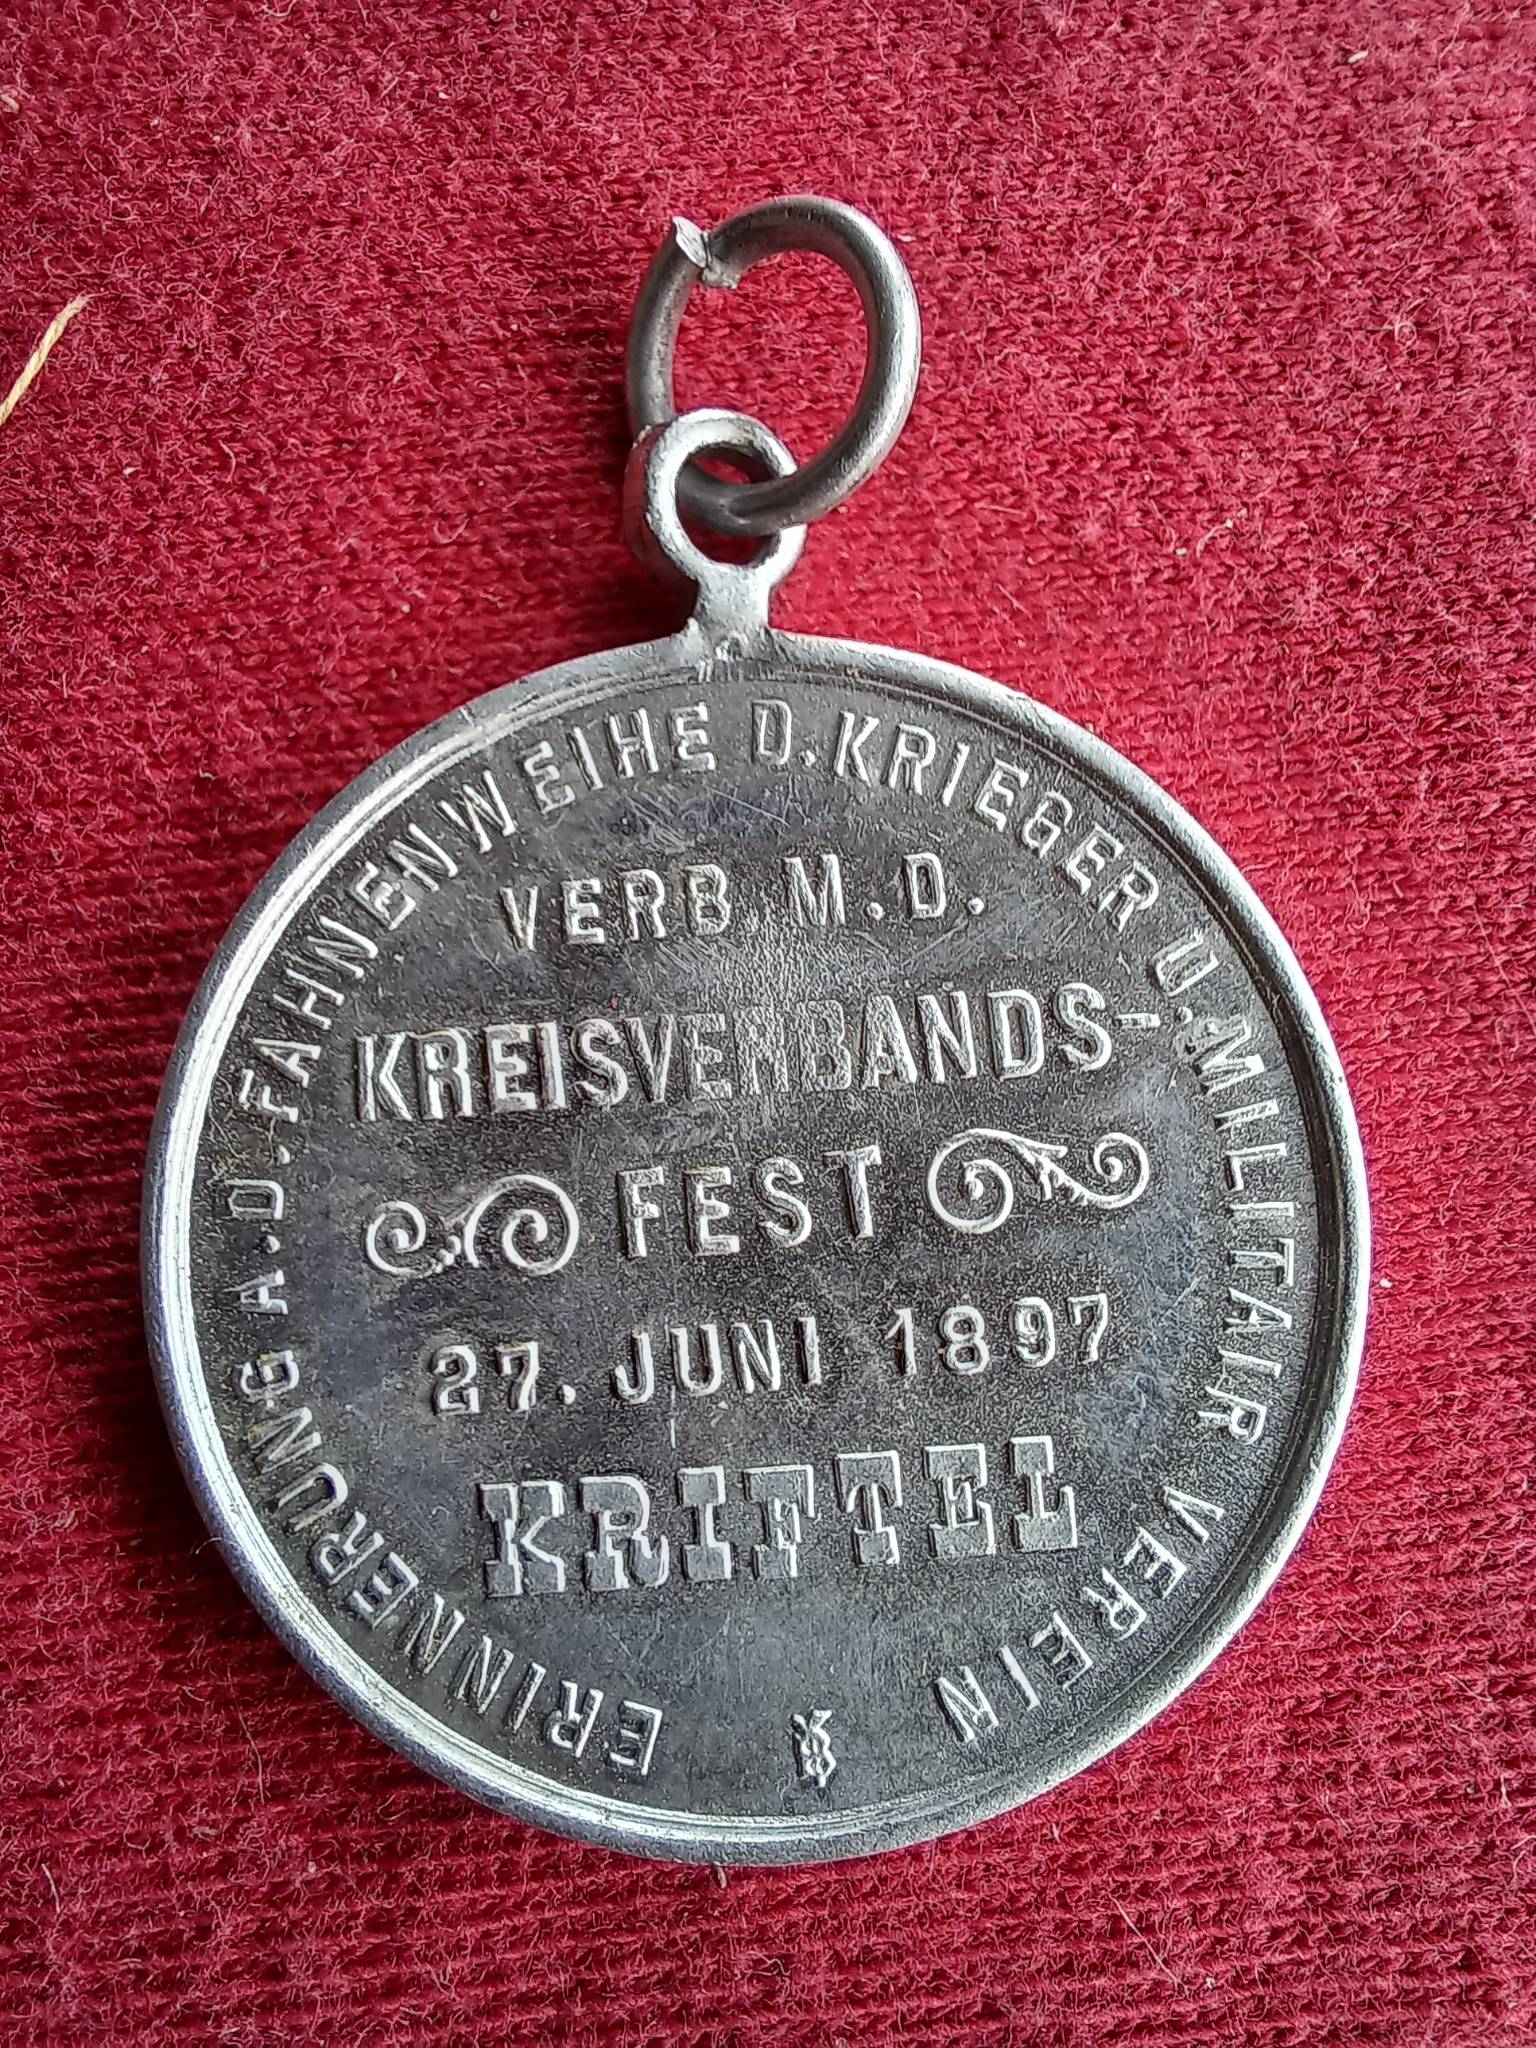 ERINNERUNG A.D.FAHNENWEIHE D.KRIEGER U.MILITAIR VEREIN
VERB. M.D.
KREISVERBANDS-
FEST
27. JUNI 1897
KRIFTEL